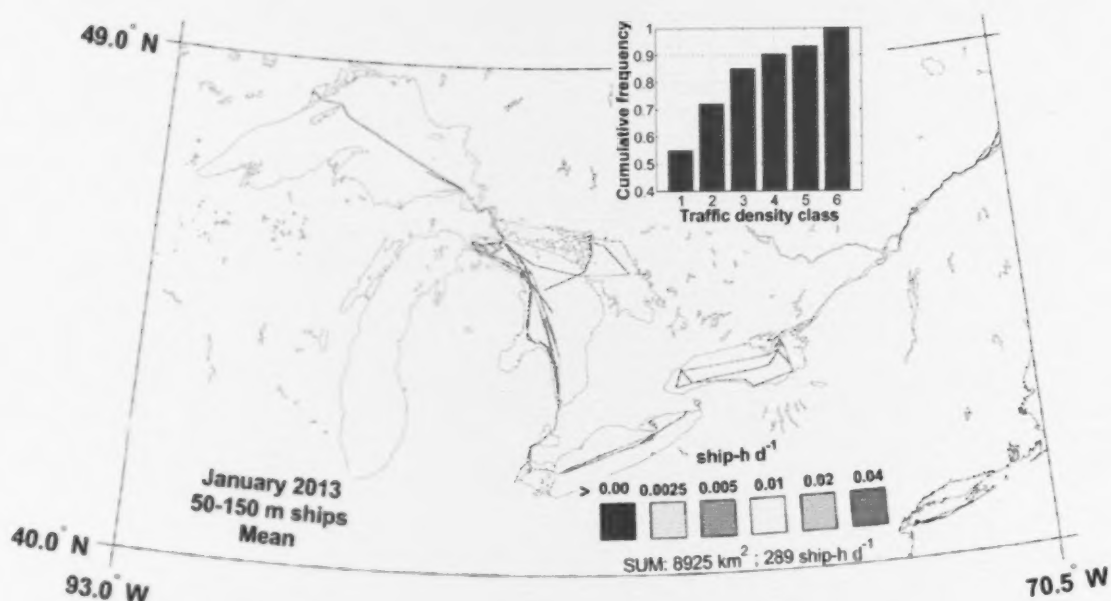 49.0° N
Cumulative frequency
1
0.9
0.8
0.7
0.6
0.5
0.4
1 2 3 4 5 6
Traffic density class
January 2013
50-150 m ships
Mean
ship-h d⁻¹
> 0.00 0.0025 0.005 0.01 0.02 0.04
SUM: 8925 km² ; 289 ship-h d⁻¹
40.0° N
93.0° W
70.5° W